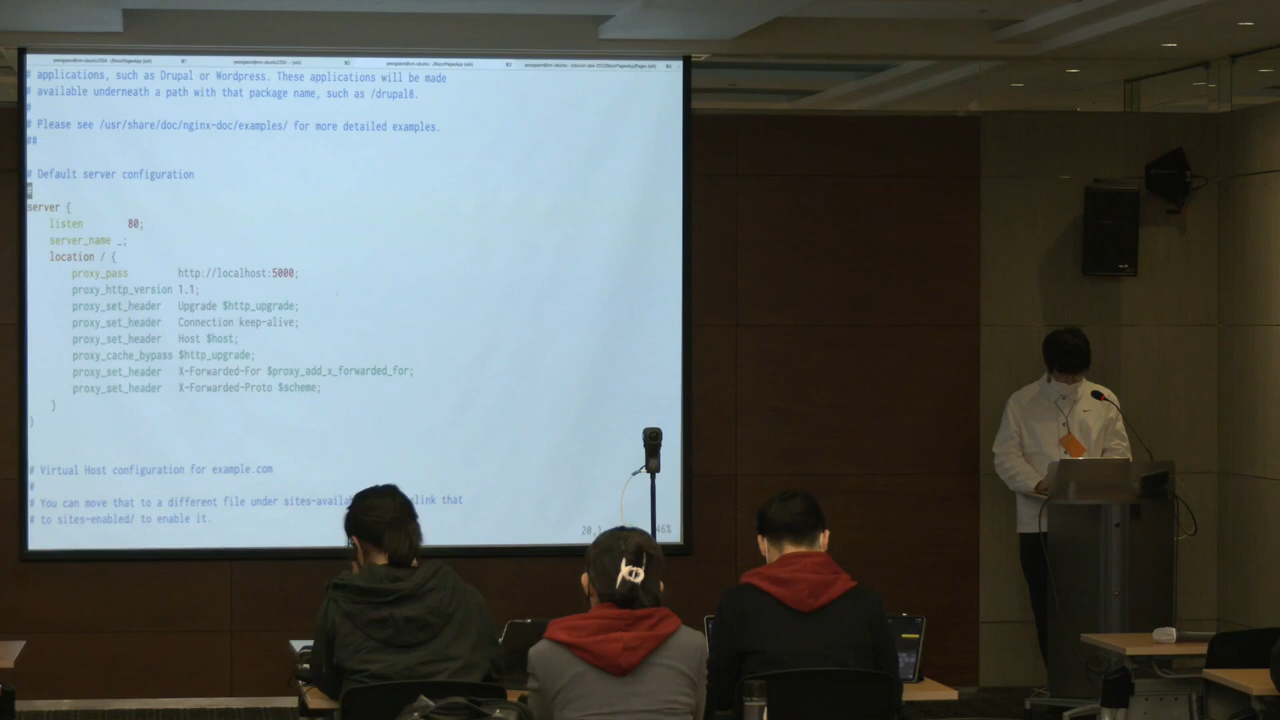 # applications, such as Drupal or Wordpress. These applications will be made
# available underneath a path with that package name, such as /drupal8.
#
# Please see /usr/share/doc/nginx-doc/examples/ for more detailed examples.
##
# Default server configuration
#
server {
listen 80;
server_name _;
location / {
proxy_pass http://localhost:5000;
proxy_http_version 1.1;
proxy_set_header Upgrade $http_upgrade;
proxy_set_header Connection keep-alive;
proxy_set_header Host $host;
proxy_cache_bypass $http_upgrade;
proxy_set_header X-Forwarded-For $proxy_add_x_forwarded_for;
proxy_set_header X-Forwarded-Proto $scheme;
}
}
# Virtual Host configuration for example.com
#
# You can move that to a different file under that
# to sites-enabled/ to enable it.